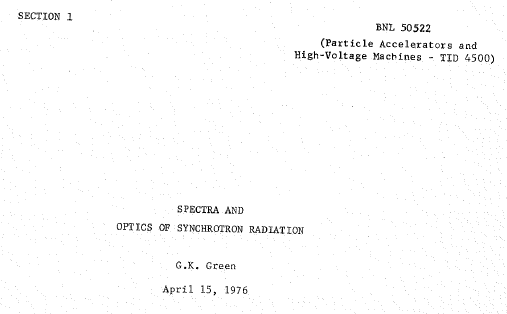 SECTION 1
BNL 50522
(Particle Accelerators and
High-Voltage Machines - TID 4500)
SPECTRA AND
OPTICS OF SYNCHROTRON RADIATION
G.K. Green
April 15, 1976